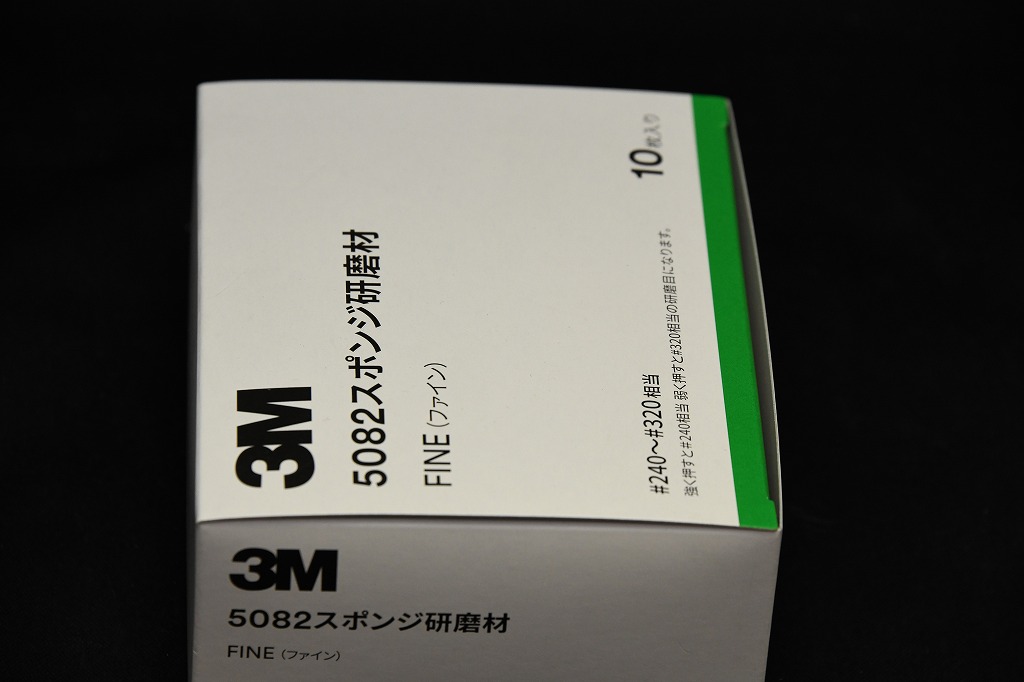 3M
5082スポンジ研磨材
FINE (ファイン)
#240〜#320相当
強く押すと#240相当 弱く押すと#320相当の研磨目になります。
10枚入り
3M
5082スポンジ研磨材
FINE (ファイン)